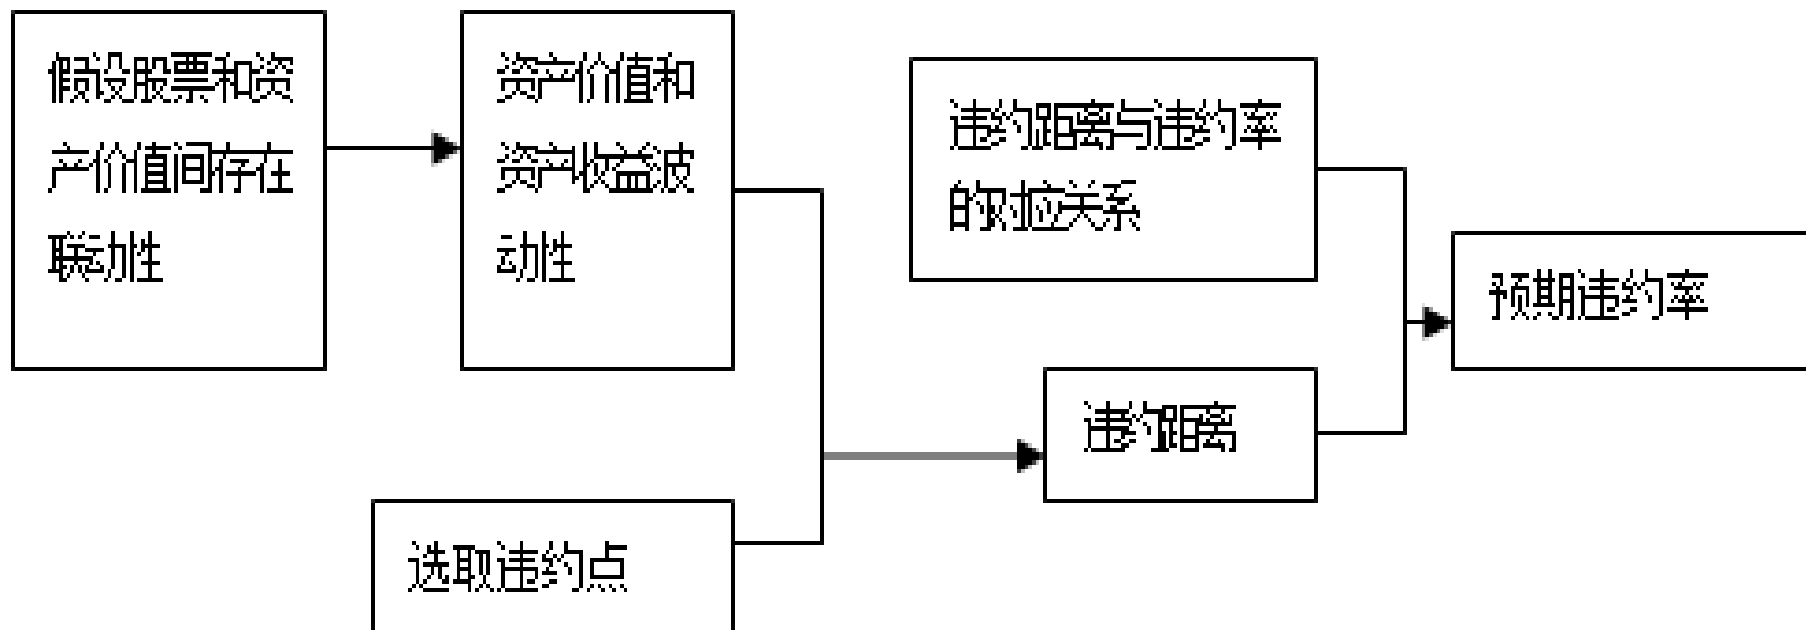 假设股票和资
产价值间存在
联动性
资产价值和
资产收益波
动性
违约距离与违约率
的对应关系
预期违约率
违约距离
选取违约点